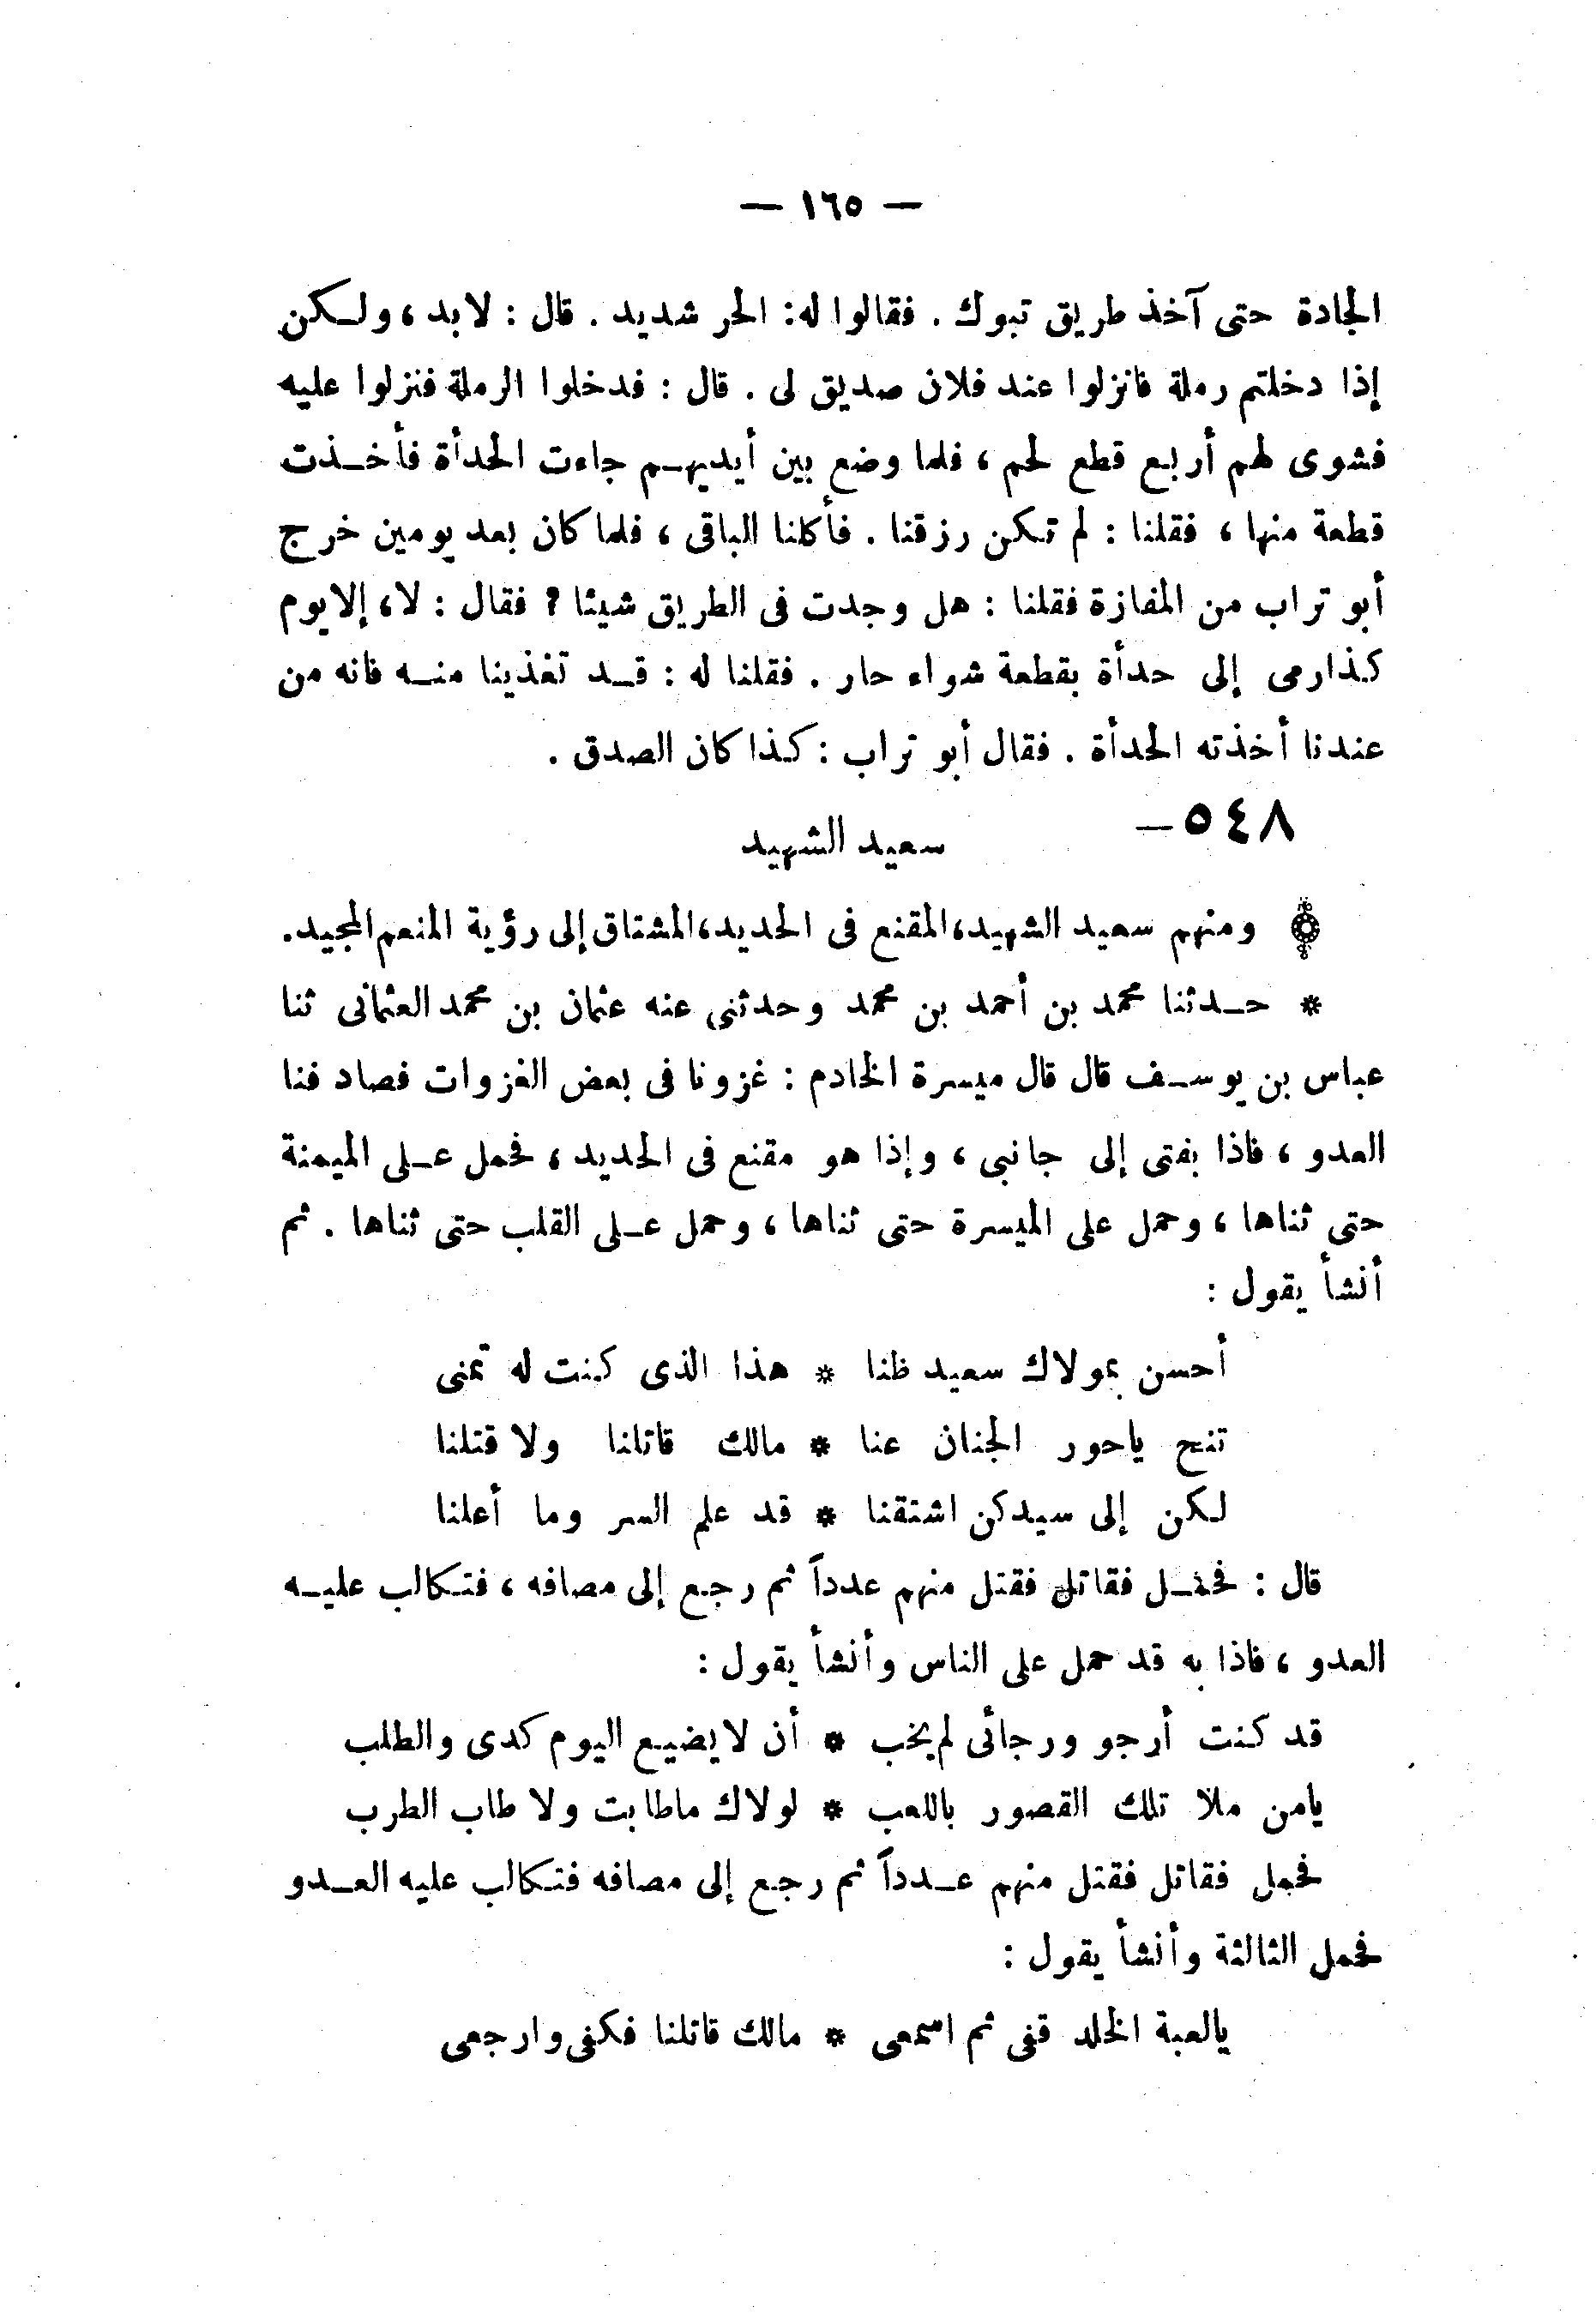 — ١٦٥ —
الجادة حتى آخذ طريق تبوك . فقالوا له: الحر شديد . قال : لابد ، ولكن
إذا دخلتم رملة فانزلوا عند فلان صديق لى . قال : فدخلوا الرملة فنزلوا عليه
فشوى لهم أربع قطع لحم ، فلما وضع بين أيديهم جاءت الحدأة فأخذت
قطعة منها ، فقلنا : لم تكن رزقنا . فأكلنا الباقى ، فلما كان بعد يومين خرج
أبو تراب من المفازة فقلنا : هل وجدت فى الطريق شيئا ؟ فقال : لا ، إلا يوم
كذا رمى إلى حدأة بقطعة شواء حار . فقلنا له : قد تغذينا منه فانه من
عندنا أخذته الحدأة . فقال أبو تراب : كذا كان الصدق .
٥٤٨ —
سعيد الشهيد
ومنهم سعيد الشهيد، المقنع فى الحديد، المشتاق إلى رؤية المنعم المجيد.
* حدثنا محمد بن أحمد بن محمد وحدثنى عنه عثمان بن محمد العثمانى ثنا
عباس بن يوسف قال قال ميسرة الخادم : غزونا فى بعض الغزوات فصادفنا
العدو ، فاذا بفتى إلى جانبى ، وإذا هو مقنع فى الحديد ، فحمل على الميمنة
حتى ثناها ، وحمل على الميسرة حتى ثناها ، وحمل على القلب حتى ثناها . ثم
أنشأ يقول :
أحسن بمولاك سعيد ظنا * هذا الذى كنت له تمنى
تنح ياحور الجنان عنا * مالك قاتلنا ولا قتلنا
لكن إلى سيدكن اشتقنا * قد علم السر وما أعلنا
قال : فحمل فقاتل فقتل منهم عدداً ثم رجع إلى مصافه ، فتكالب عليه
العدو ، فاذا به قد حمل على الناس وأنشأ يقول :
قد كنت أرجو ورجائى لم يخب * أن لا يضيع اليوم كدى والطلب
يامن ملا تلك القصور باللعب * لولاك ماطابت ولا طاب الطرب
فحمل فقاتل فقتل منهم عدداً ثم رجع إلى مصافه فتكالب عليه العدو
فحمل الثالثة وأنشأ يقول :
يالعبة الخلد قفى ثم اسمعى * مالك قاتلنا فكفى وارجعى